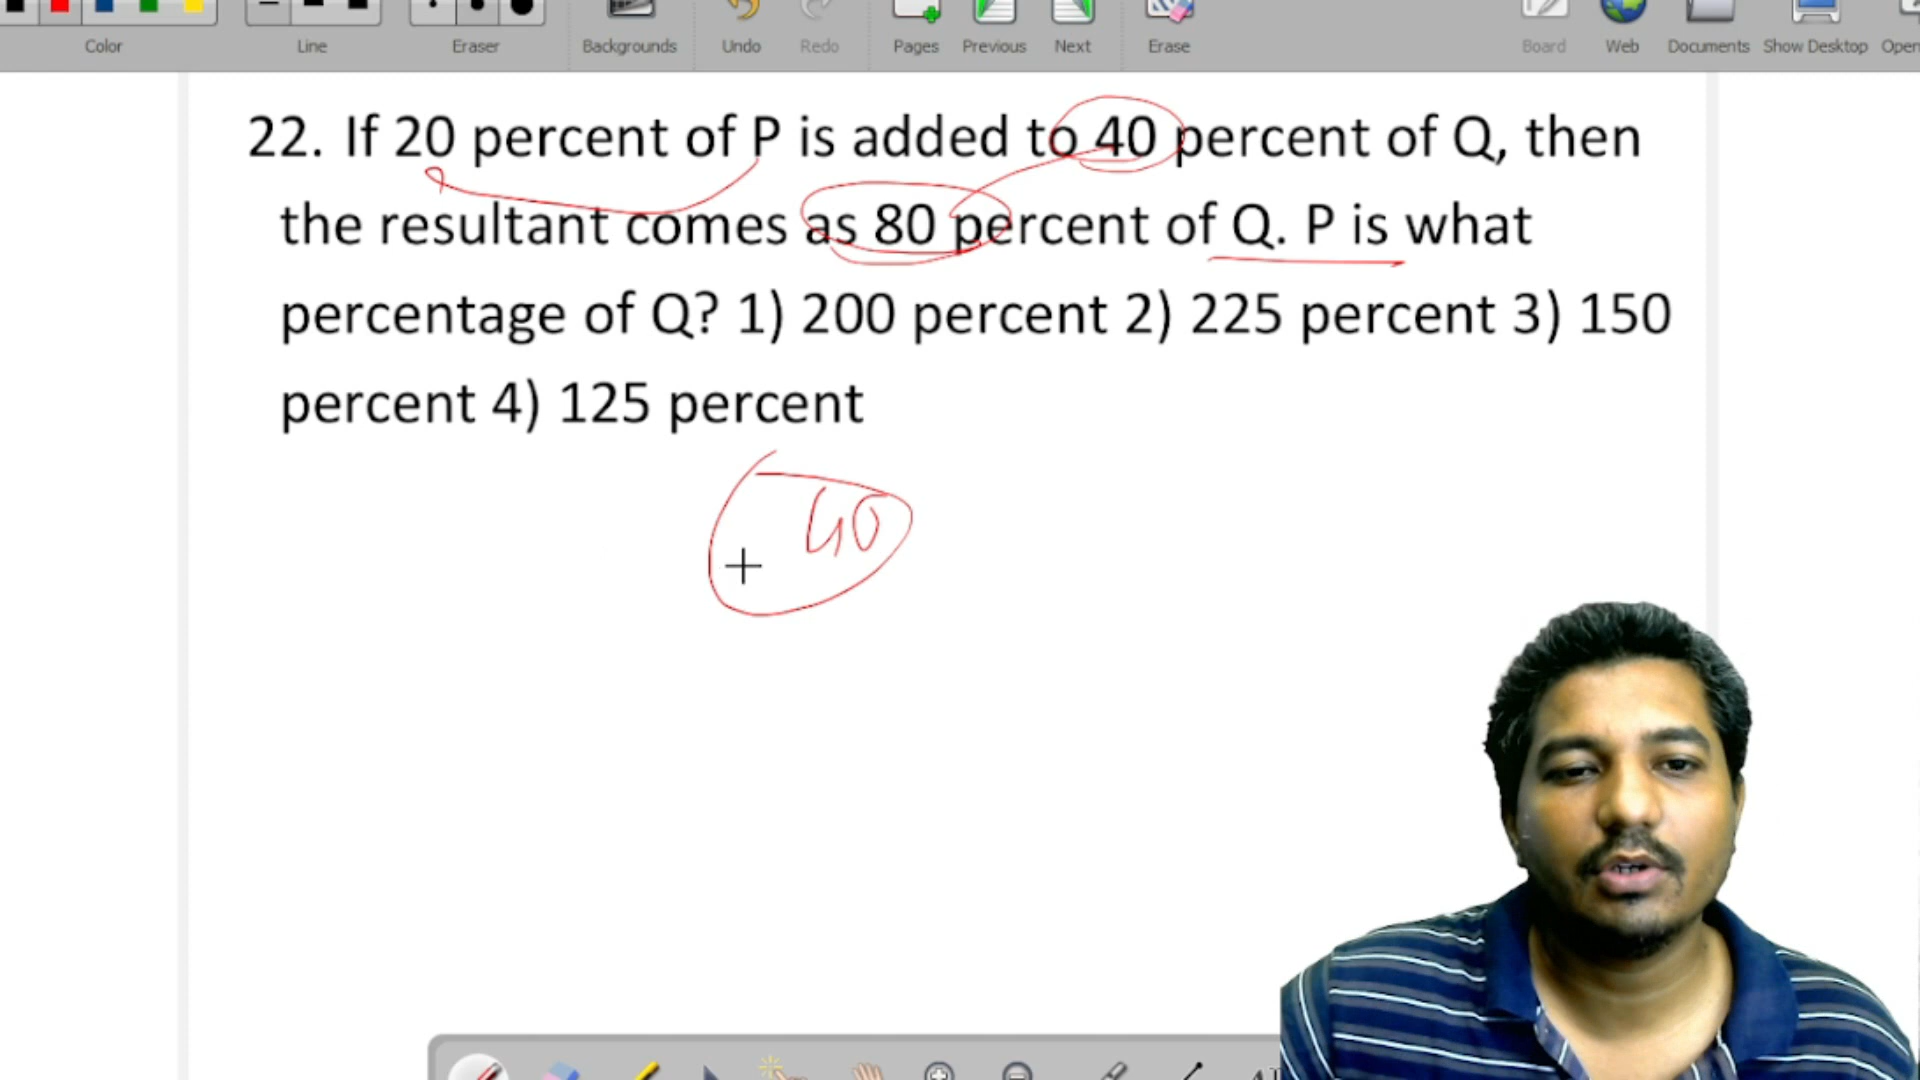 Color Line Eraser Backgrounds Undo Redo Pages Previous Next Erase Board Web Documents Show Desktop Open
22. If 20 percent of P is added to 40 percent of Q, then
the resultant comes as 80 percent of Q. P is what
percentage of Q? 1) 200 percent 2) 225 percent 3) 150
percent 4) 125 percent
40